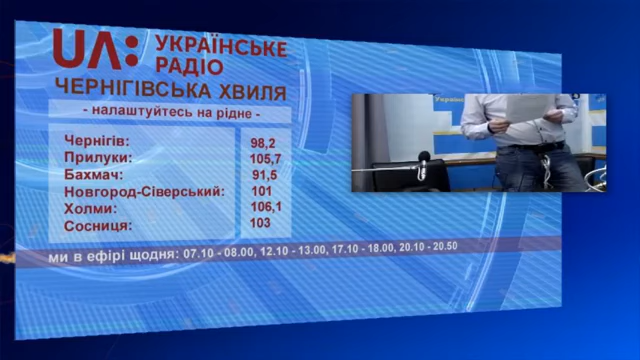 UA: УКРАЇНСЬКЕ
РАДІО
ЧЕРНІГІВСЬКА ХВИЛЯ
- налаштуйтесь на рідне -
Чернігів: 98,2
Прилуки: 105,7
Бахмач: 91,5
Новгород-Сіверський: 101
Холми: 106,1
Сосниця: 103
ми в ефірі щодня: 07.10 - 08.00, 12.10 - 13.00, 17.10 - 18.00, 20.10 - 20.50